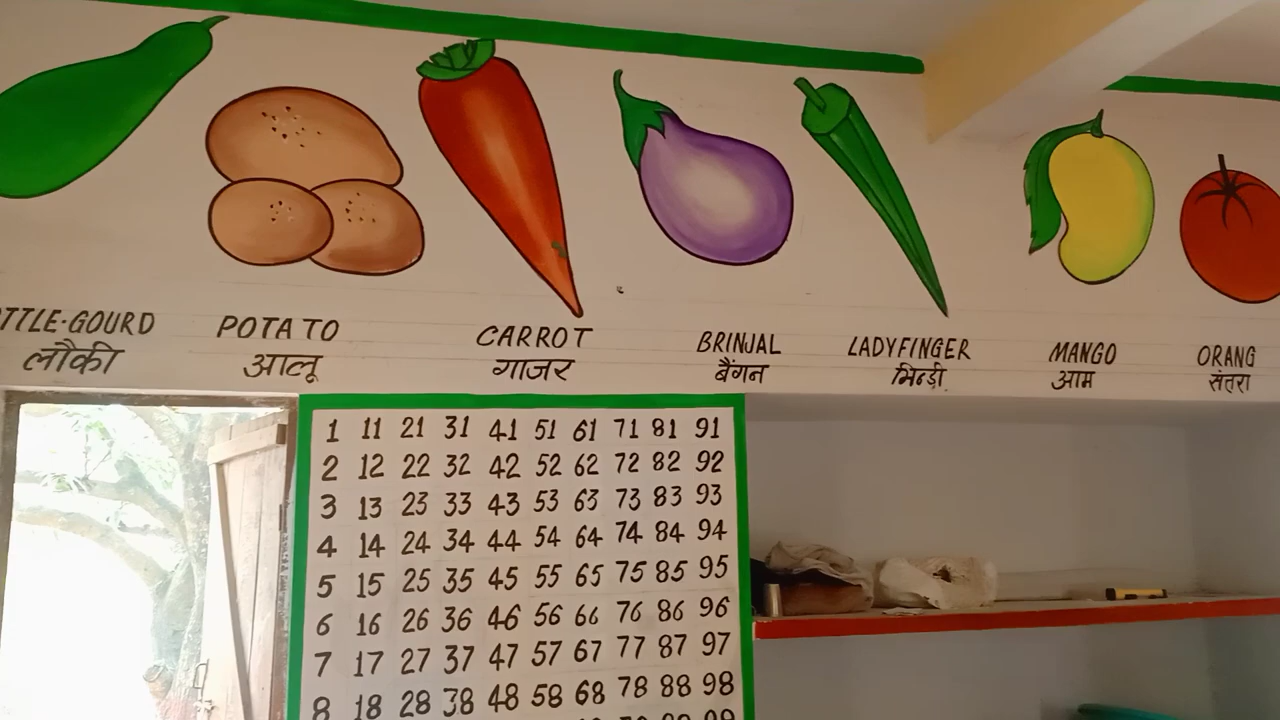 TTLE-GOURD POTATO CARROT BRINJAL LADYFINGER MANGO ORANG
लौकी आलू गाजर बैंगन भिन्डी आम संतरा
1 11 21 31 41 51 61 71 81 91
2 12 22 32 42 52 62 72 82 92
3 13 23 33 43 53 63 73 83 93
4 14 24 34 44 54 64 74 84 94
5 15 25 35 45 55 65 75 85 95
6 16 26 36 46 56 66 76 86 96
7 17 27 37 47 57 67 77 87 97
8 18 28 38 48 58 68 78 88 98